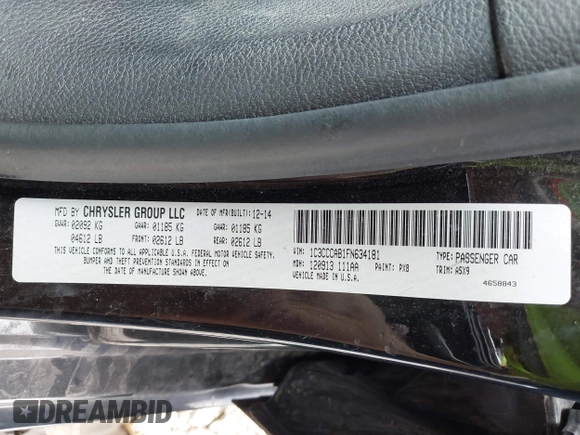 MFD BY CHRYSLER GROUP LLC DATE OF MFR(BUILT): 12-14
GVWR: 02092 KG GAWR: 01185 KG GAWR: 01185 KG
04612 LB FRONT: 02612 LB REAR: 02612 LB
THIS VEHICLE CONFORMS TO ALL APPLICABLE U.S.A. FEDERAL MOTOR VEHICLE SAFETY,
BUMPER AND THEFT PREVENTION STANDARDS IN EFFECT
ON THE DATE OF MANUFACTURE SHOWN ABOVE.
VIN: 1C3CCCAB1FN634181 TYPE: PASSENGER CAR
MDH: 120913 111AA PAINT: PX8 TRIM: A5X9
VEHICLE MADE IN U.S.A. 4658843
DREAMBID